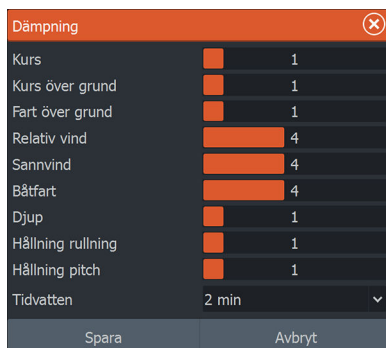 Dämpning
Kurs 1
Kurs över grund 1
Fart över grund 1
Relativ vind 4
Sannvind 4
Båtfart 4
Djup 1
Hållning rullning 1
Hållning pitch 1
Tidvatten 2 min
Spara Avbryt